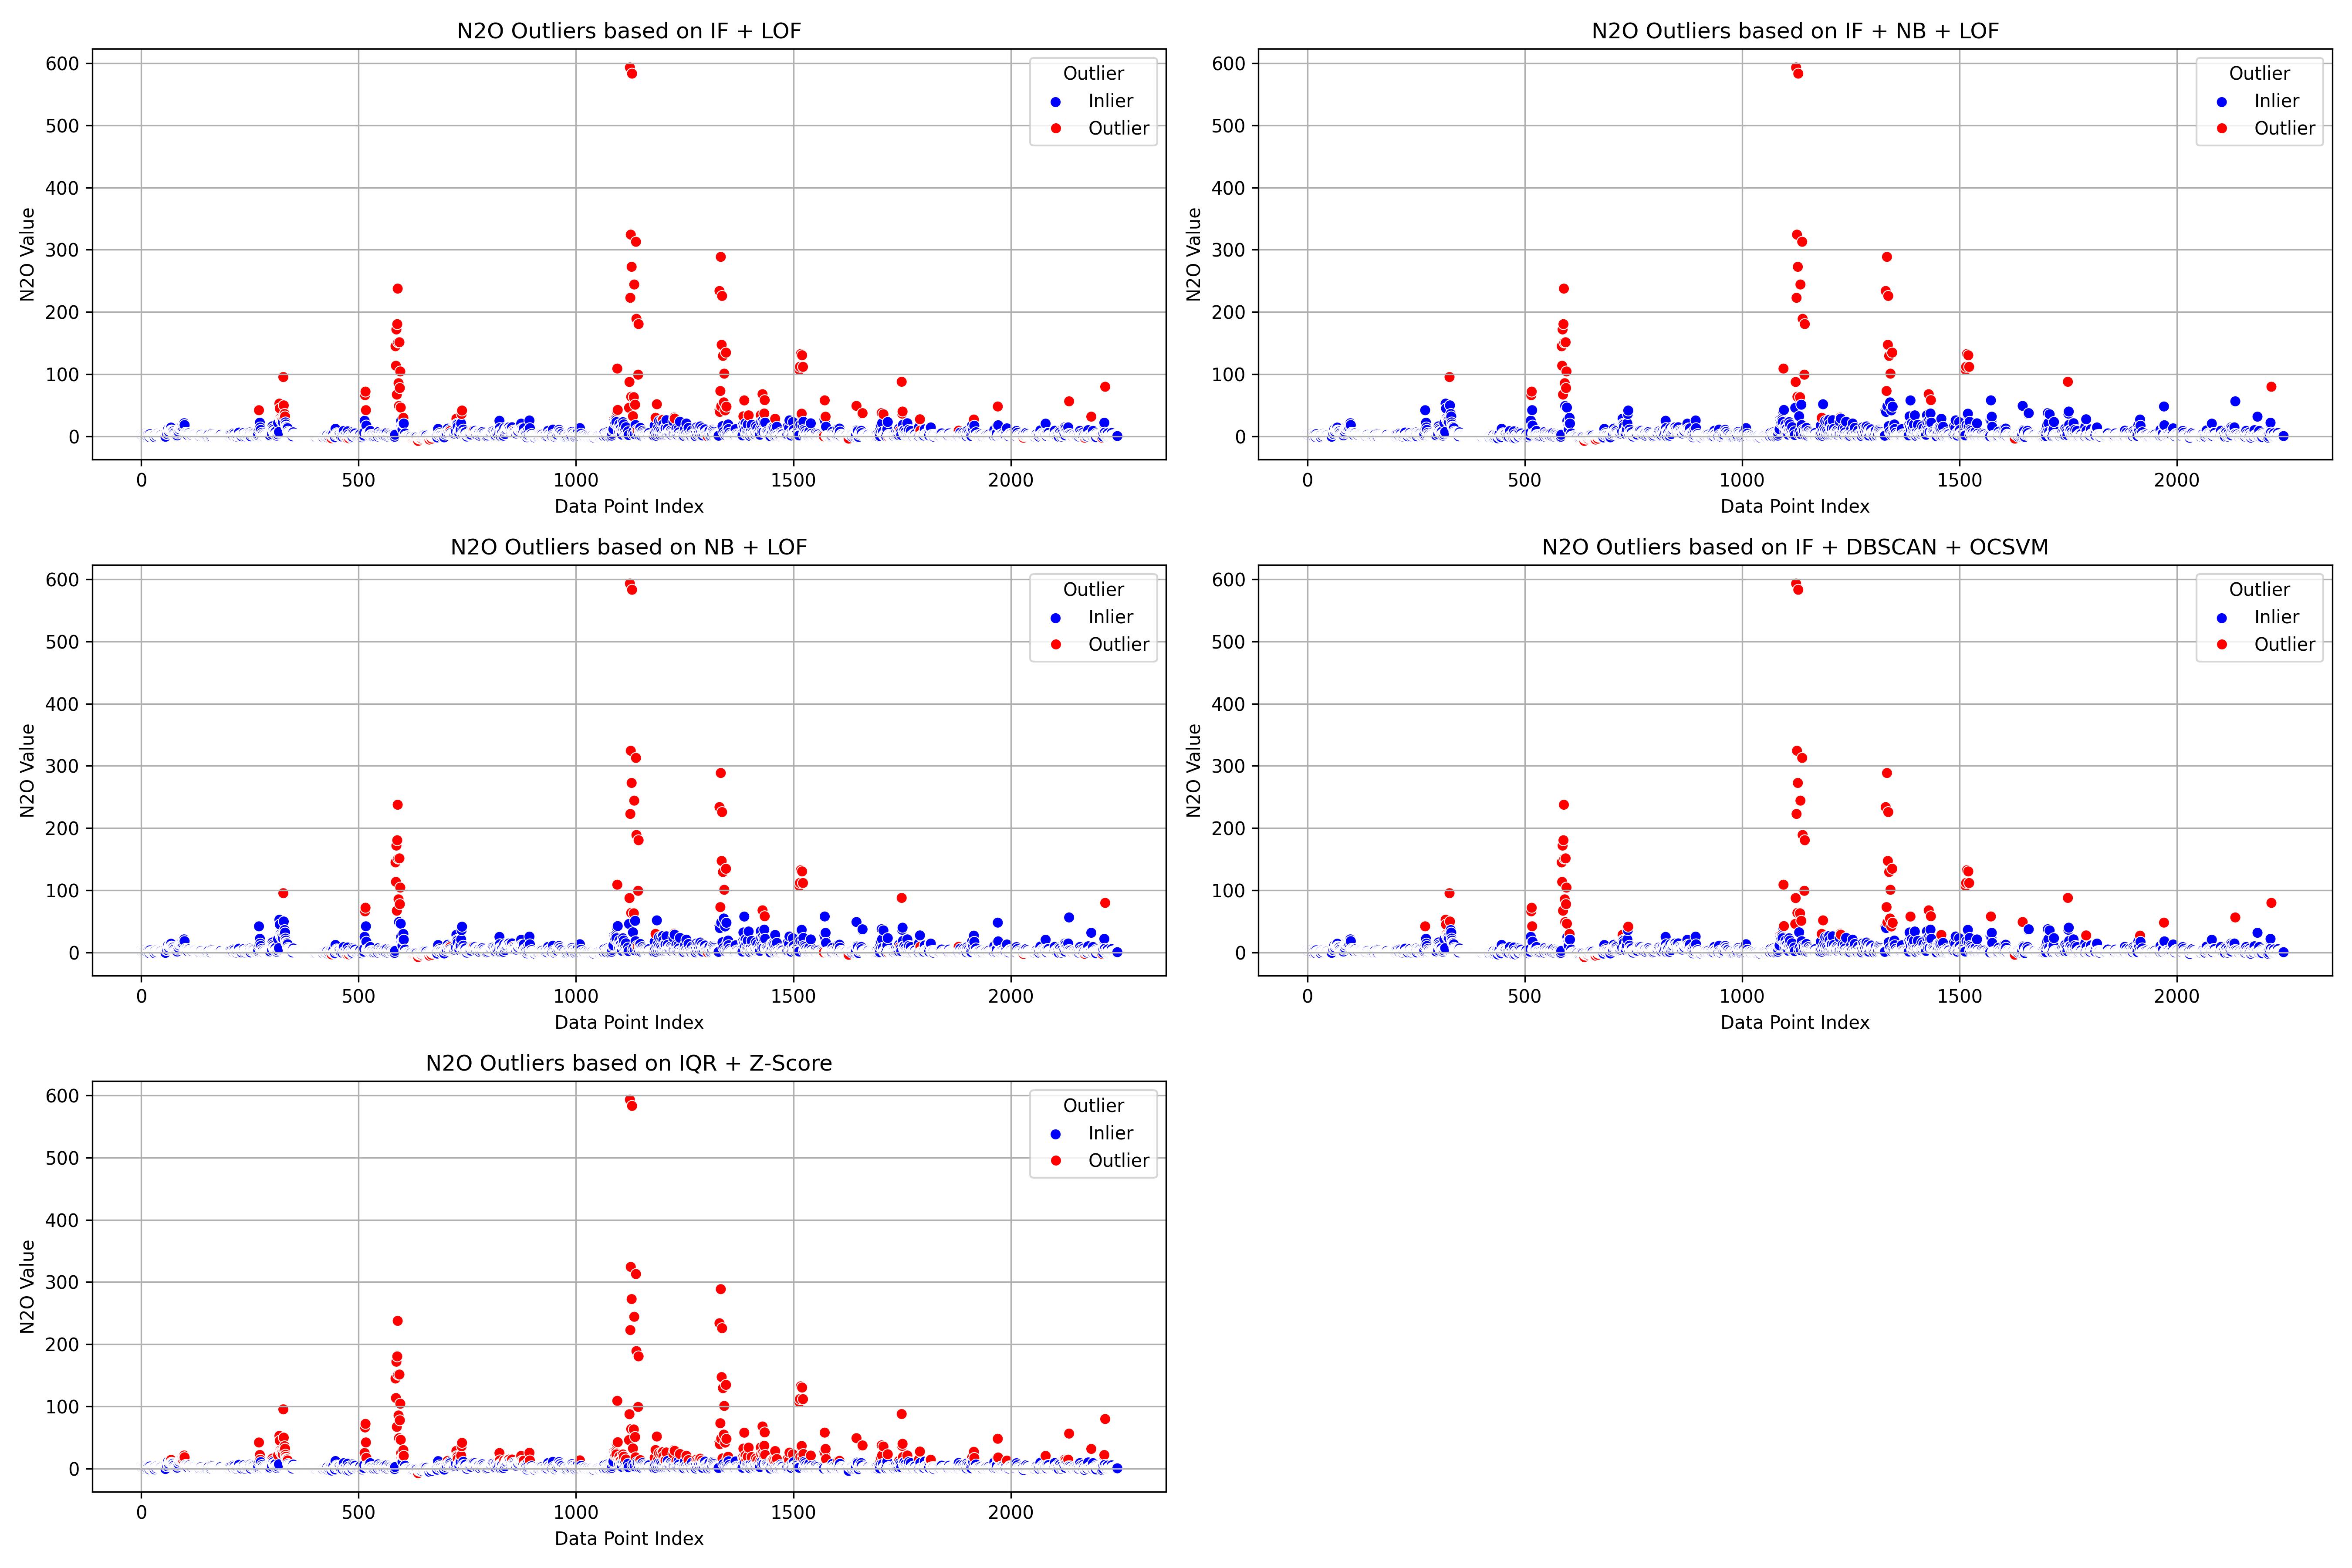 N2O Outliers based on IF + LOF
N2O Value
600
500
400
300
200
100
0
Outlier
Inlier
Outlier
0 500 1000 1500 2000
Data Point Index
N2O Outliers based on IF + NB + LOF
N2O Value
600
500
400
300
200
100
0
Outlier
Inlier
Outlier
0 500 1000 1500 2000
Data Point Index
N2O Outliers based on NB + LOF
N2O Value
600
500
400
300
200
100
0
Outlier
Inlier
Outlier
0 500 1000 1500 2000
Data Point Index
N2O Outliers based on IF + DBSCAN + OCSVM
N2O Value
600
500
400
300
200
100
0
Outlier
Inlier
Outlier
0 500 1000 1500 2000
Data Point Index
N2O Outliers based on IQR + Z-Score
N2O Value
600
500
400
300
200
100
0
Outlier
Inlier
Outlier
0 500 1000 1500 2000
Data Point Index